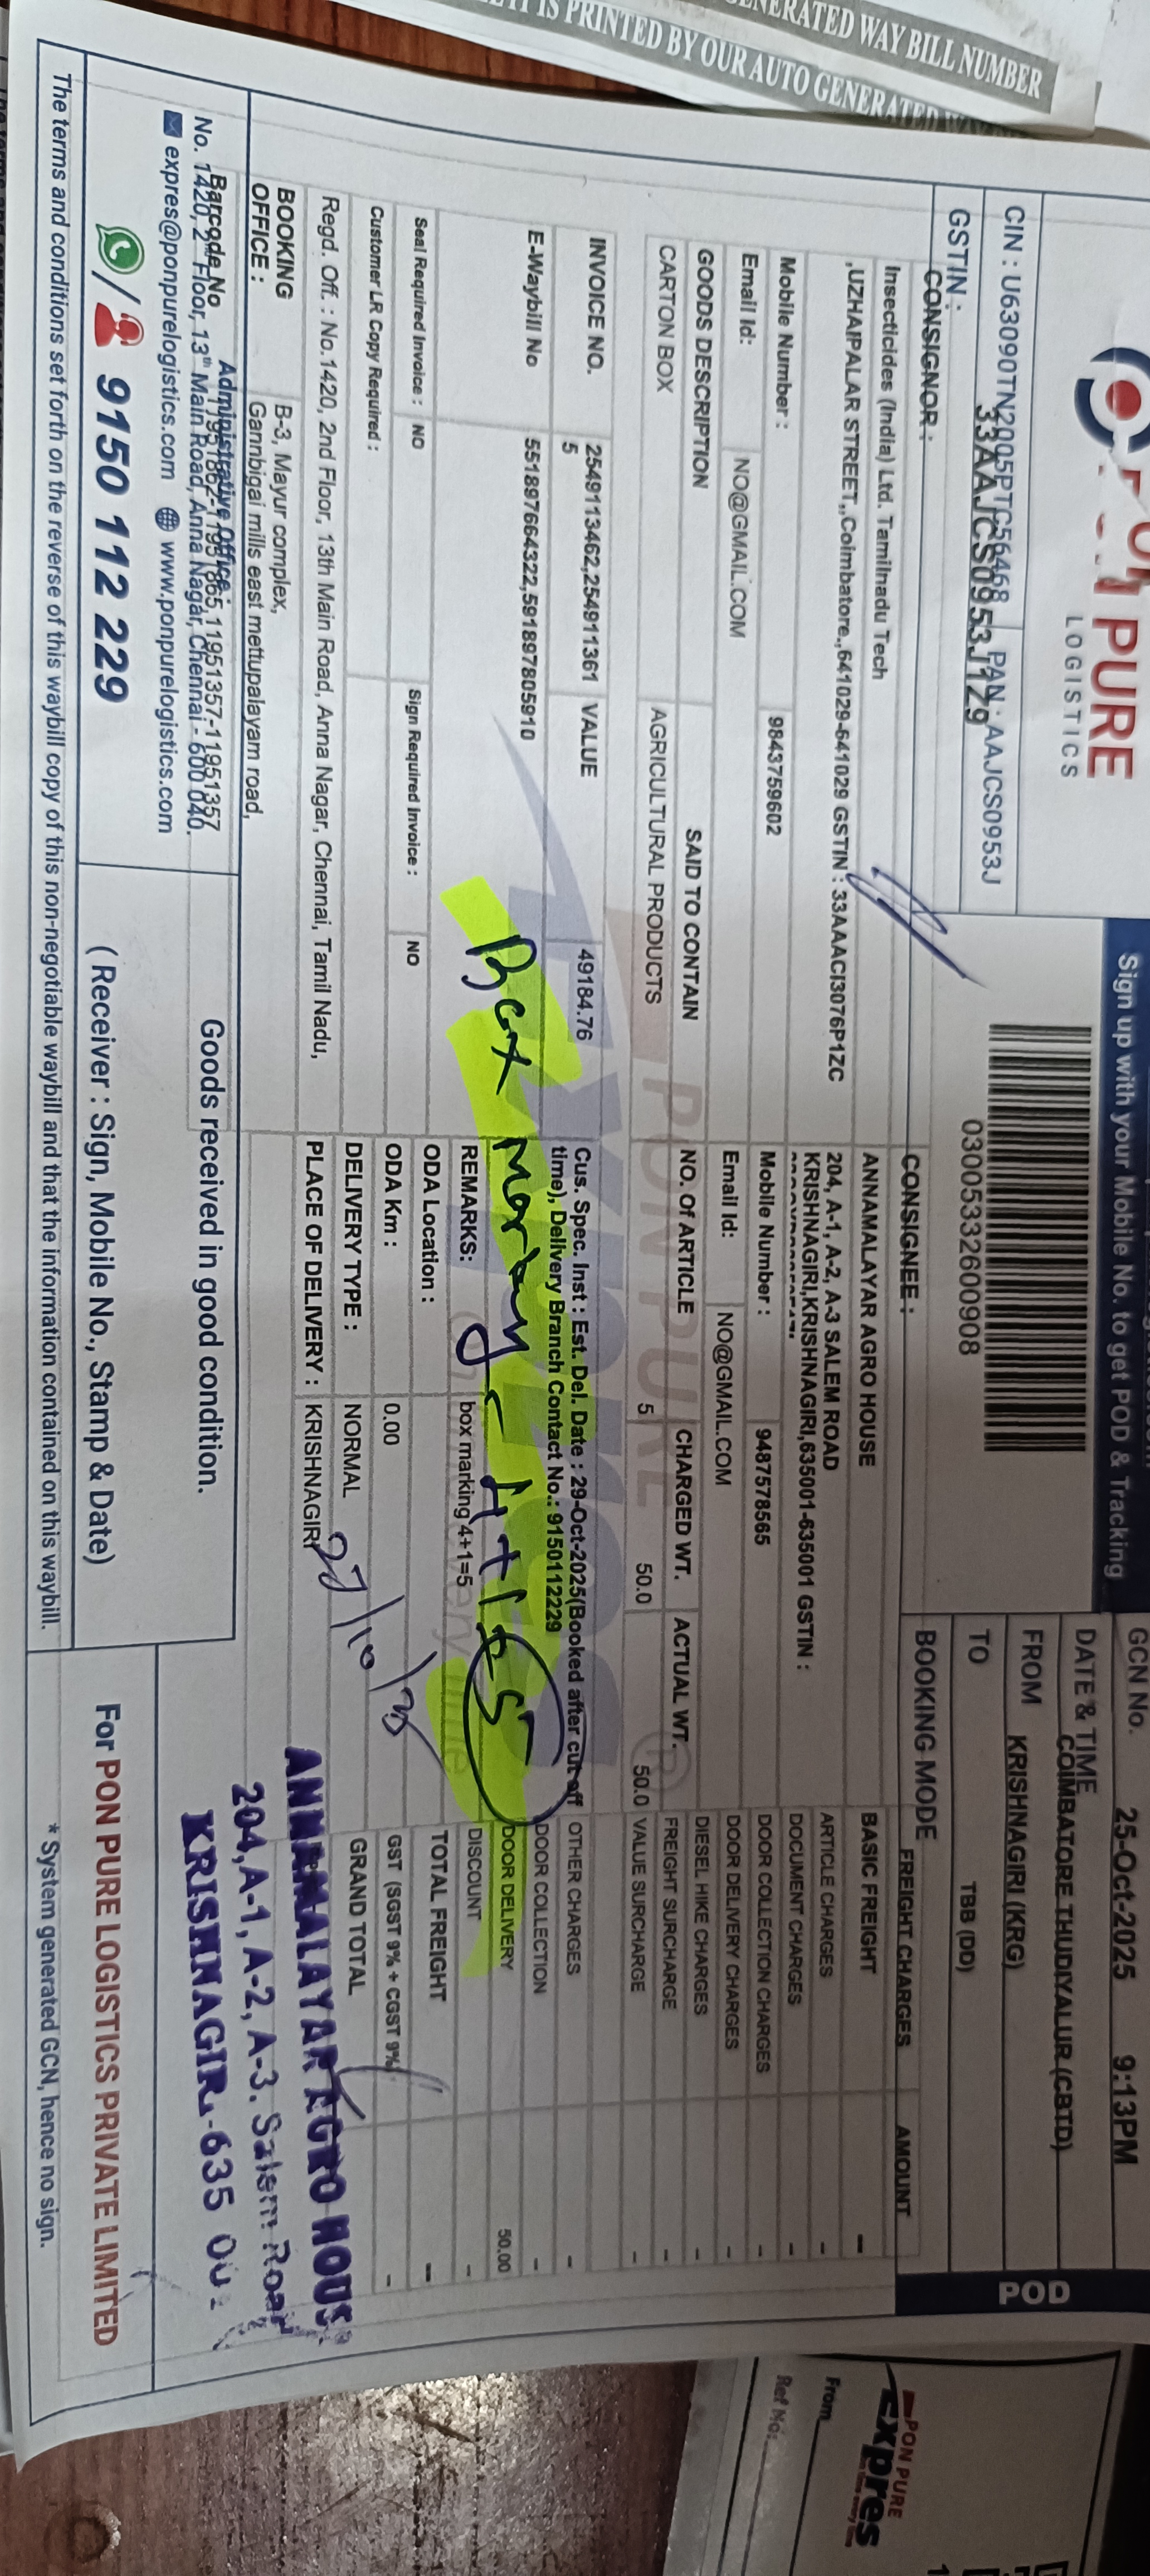 GENERATED WAY BILL NUMBER
IT IS PRINTED BY OUR AUTO GENERATED
PURE
LOGISTICS
Sign up with your Mobile No. to get POD & Tracking
CIN : U63090TN2005PTC56468 PAN : AAJCS0953J
GSTIN : 33AAJCS0953J1Z9
03005332600908
GCN No.
DATE & TIME 25-Oct-2025 9:13PM
FROM COIMBATORE THUDIYALUR (CBTD)
TO KRISHNAGIRI (KRG)
BOOKING MODE TBB (DD)
POD
CONSIGNOR :
Insecticides (India) Ltd. Tamilnadu Tech
,UZHAIPALAR STREET,,Coimbatore,,641029-641029 GSTIN : 33AAACI3076P1ZC
Mobile Number : 9843759602
Email Id: NO@GMAIL.COM
CONSIGNEE :
ANNAMALAYAR AGRO HOUSE
204, A-1, A-2, A-3 SALEM ROAD
KRISHNAGIRI,KRISHNAGIRI,635001-635001 GSTIN :
Mobile Number : 9487578565
Email Id: NO@GMAIL.COM
GOODS DESCRIPTION SAID TO CONTAIN NO. Of ARTICLE CHARGED WT. ACTUAL WT.
CARTON BOX AGRICULTURAL PRODUCTS 5 50.0 50.0
INVOICE NO. 2549113462,254911361
5
VALUE 49184.76
E-Waybill No 551897664322,591897805910
Seal Required Invoice : NO
Sign Required Invoice : NO
Customer LR Copy Required :
Cus. Spec. Inst : Est. Del. Date : 29-Oct-2025(Booked after cut off
time), Delivery Branch Contact No.: 9150112229
REMARKS: box marking 4+1=5
ODA Location :
ODA Km : 0.00
DELIVERY TYPE : NORMAL
PLACE OF DELIVERY : KRISHNAGIRI
Box Marking 4+1=5
27/10/25
FREIGHT CHARGES AMOUNT
BASIC FREIGHT –
ARTICLE CHARGES –
DOCUMENT CHARGES –
DOOR COLLECTION CHARGES –
DOOR DELIVERY CHARGES –
DIESEL HIKE CHARGES –
FREIGHT SURCHARGE –
VALUE SURCHARGE –
OTHER CHARGES –
DOOR COLLECTION –
DOOR DELIVERY 50.00
DISCOUNT –
TOTAL FREIGHT –
GST (SGST 9% + CGST 9%) –
GRAND TOTAL
Regd. Off. : No.1420, 2nd Floor, 13th Main Road, Anna Nagar, Chennai, Tamil Nadu,
BOOKING OFFICE : B-3, Mayur complex,
Gannbigai mills east mettupalayam road,
Administrative Office :
Barcode No 11951862-11951865,11951357-11951357
No. 1420, 2nd Floor, 13th Main Road, Anna Nagar, Chennai - 600 040.
expres@ponpurelogistics.com www.ponpurelogistics.com
9150 112 229
Goods received in good condition.
( Receiver : Sign, Mobile No., Stamp & Date)
ANNAMALAYAR AGRO HOUS
204, A-1, A-2, A-3. Salem Road
KRISHNAGIRI-635 00
For PON PURE LOGISTICS PRIVATE LIMITED
The terms and conditions set forth on the reverse of this waybill copy of this non-negotiable waybill and that the information contained on this waybill.
* System generated GCN, hence no sign.
PON PURE
Expres
From
Ref No: